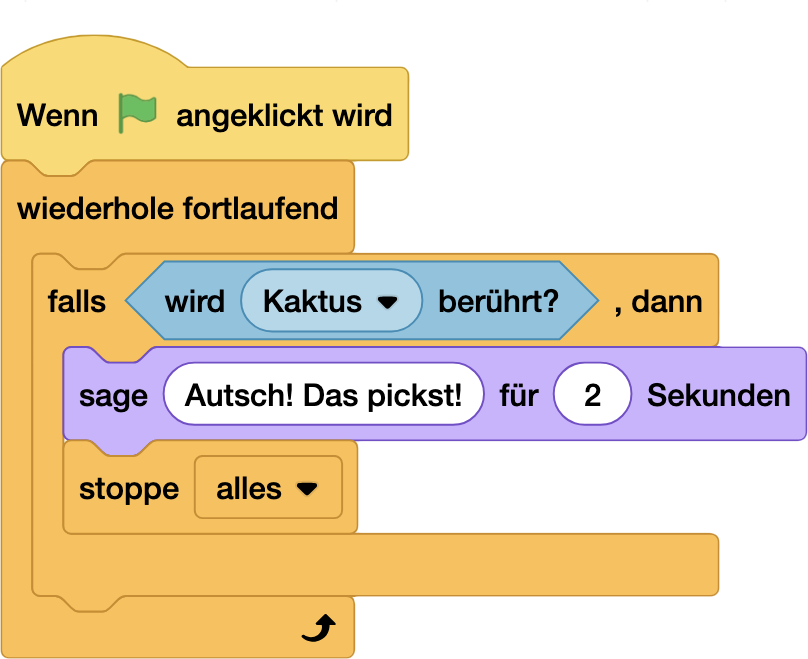 Wenn angeklickt wird
wiederhole fortlaufend
falls wird Kaktus berührt? , dann
sage Autsch! Das pickst! für 2 Sekunden
stoppe alles